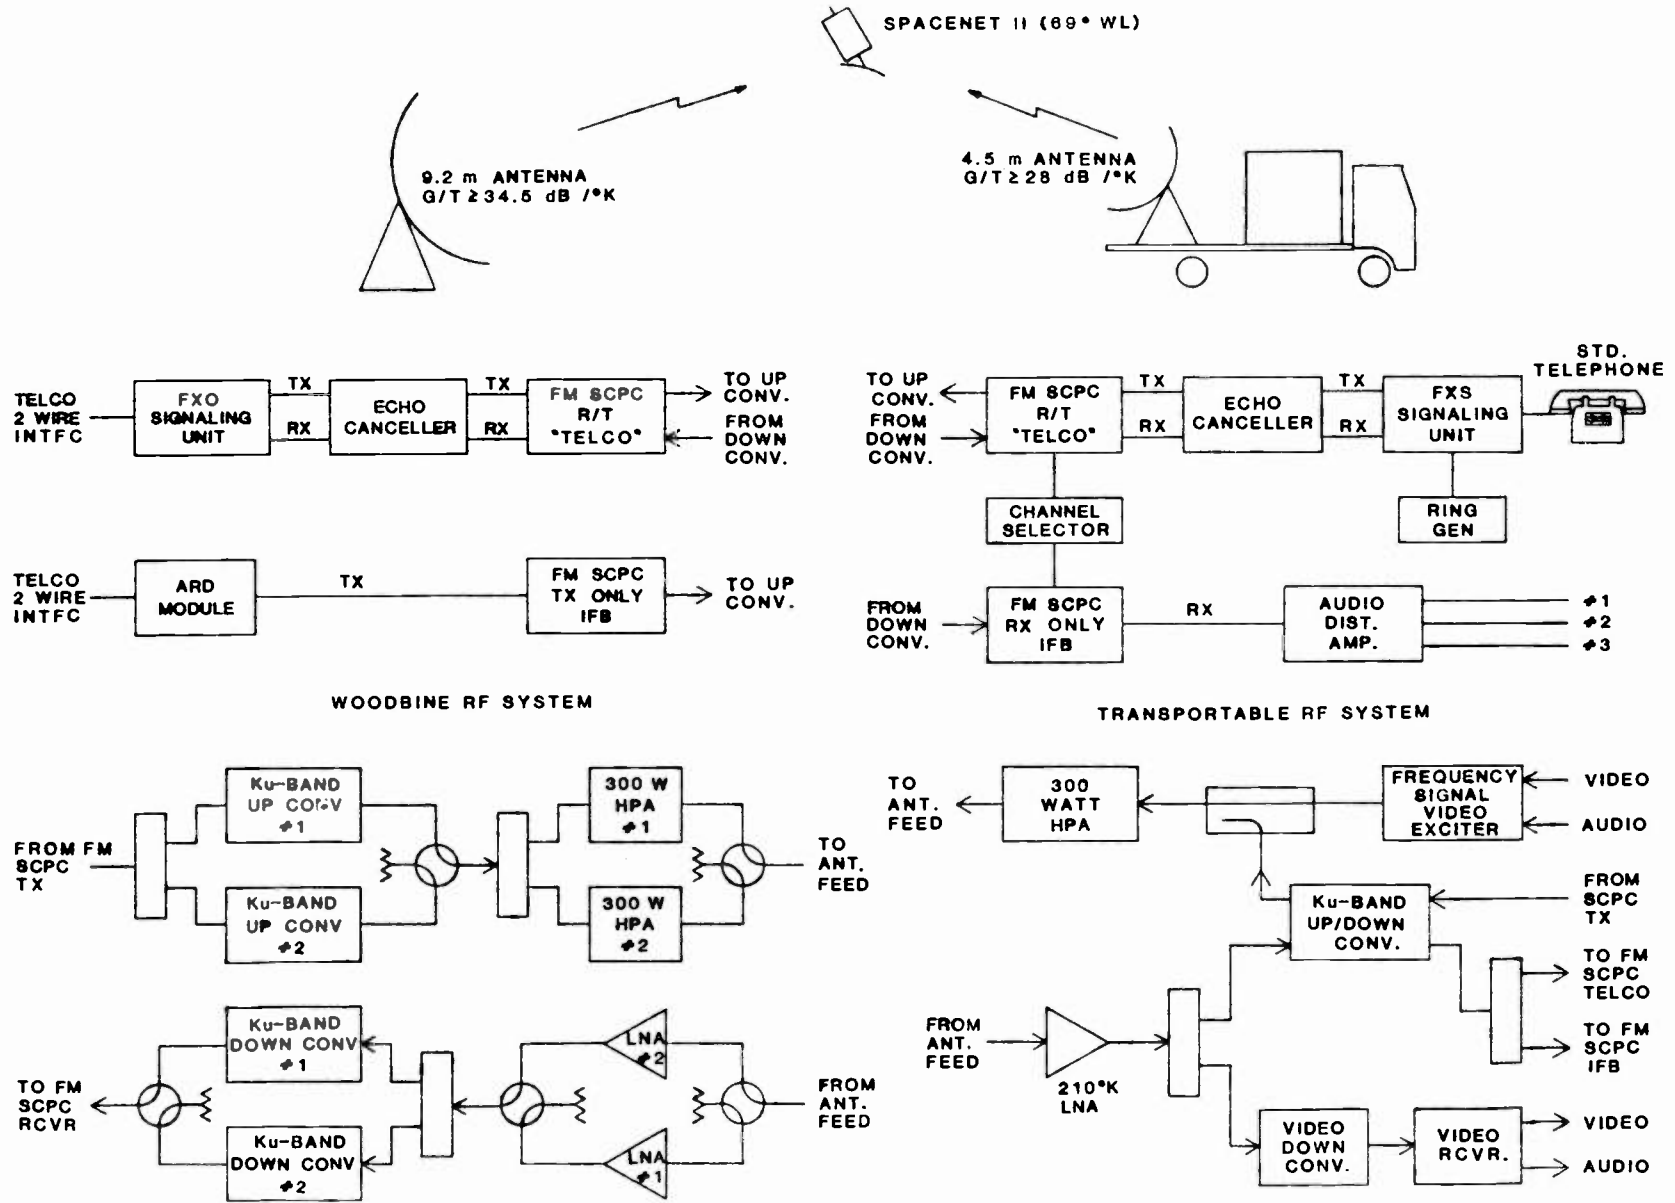 SPACENET II (69° WL)
9.2 m ANTENNA
G/T≥34.5 dB /°K
4.5 m ANTENNA
G/T≥28 dB /°K
TELCO
2 WIRE
INTFC
FXO
SIGNALING
UNIT
TX
RX
ECHO
CANCELLER
TX
RX
FM SCPC
R/T
"TELCO"
TO UP
CONV.
FROM
DOWN
CONV.
TO UP
CONV.
FROM
DOWN
CONV.
FM SCPC
R/T
"TELCO"
TX
RX
ECHO
CANCELLER
TX
RX
FXS
SIGNALING
UNIT
STD.
TELEPHONE
CHANNEL
SELECTOR
RING
GEN
TELCO
2 WIRE
INTFC
ARD
MODULE
TX
FM SCPC
TX ONLY
IFB
TO UP
CONV.
FROM
DOWN
CONV.
FM SCPC
RX ONLY
IFB
RX
AUDIO
DIST.
AMP.
#1
#2
#3
WOODBINE RF SYSTEM
TRANSPORTABLE RF SYSTEM
FROM FM
SCPC
TX
Ku-BAND
UP CONV
#1
Ku-BAND
UP CONV
#2
300 W
HPA
#1
300 W
HPA
#2
TO
ANT.
FEED
TO
ANT.
FEED
300
WATT
HPA
FREQUENCY
SIGNAL
VIDEO
EXCITER
VIDEO
AUDIO
Ku-BAND
UP/DOWN
CONV.
FROM
SCPC
TX
TO FM
SCPC
TELCO
TO FM
SCPC
IFB
TO FM
SCPC
RCVR
Ku-BAND
DOWN CONV
#1
Ku-BAND
DOWN CONV
#2
LNA
#2
LNA
#1
FROM
ANT.
FEED
FROM
ANT.
FEED
210°K
LNA
VIDEO
DOWN
CONV.
VIDEO
RCVR.
VIDEO
AUDIO